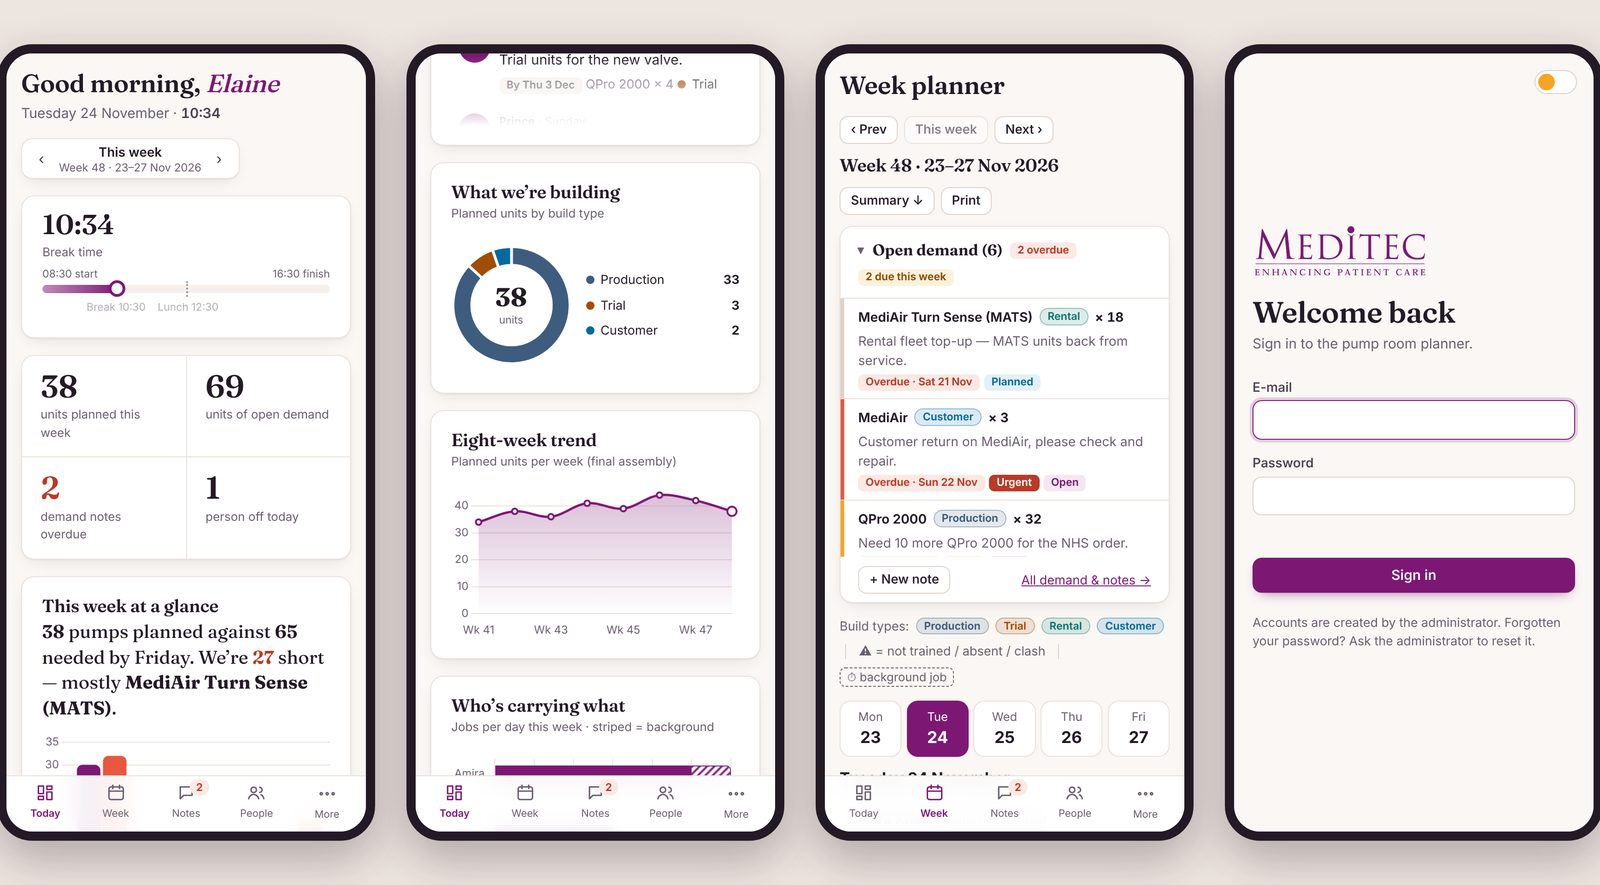 Good morning, Elaine
Tuesday 24 November · 10:34
‹ This week ›
Week 48 · 23–27 Nov 2026
10:34
Break time
08:30 start 16:30 finish
Break 10:30 Lunch 12:30
38
units planned this
week
69
units of open demand
2
demand notes
overdue
1
person off today
This week at a glance
38 pumps planned against 65
needed by Friday. We’re 27 short
— mostly MediAir Turn Sense
(MATS).
35
30
Today Week Notes 2 People More
Trial units for the new valve.
By Thu 3 Dec QPro 2000 × 4 Trial
Prince · Sunday
What we’re building
Planned units by build type
38
units
Production 33
Trial 3
Customer 2
Eight-week trend
Planned units per week (final assembly)
40
30
20
10
0
Wk 41 Wk 43 Wk 45 Wk 47
Who’s carrying what
Jobs per day this week · striped = background
Amira
Today Week Notes 2 People More
Week planner
‹ Prev This week Next ›
Week 48 · 23–27 Nov 2026
Summary ↓ Print
▼ Open demand (6) 2 overdue
2 due this week
MediAir Turn Sense (MATS) Rental × 18
Rental fleet top-up — MATS units back from
service.
Overdue · Sat 21 Nov Planned
MediAir Customer × 3
Customer return on MediAir, please check and
repair.
Overdue · Sun 22 Nov Urgent Open
QPro 2000 Production × 32
Need 10 more QPro 2000 for the NHS order.
+ New note All demand & notes →
Build types: Production Trial Rental Customer
⚠ = not trained / absent / clash
⏱ background job
Mon Tue Wed Thu Fri
23 24 25 26 27
Tuesday 24 November
Today Week Notes 2 People More
MEDITEC
ENHANCING PATIENT CARE
Welcome back
Sign in to the pump room planner.
E-mail
Password
Sign in
Accounts are created by the administrator. Forgotten
your password? Ask the administrator to reset it.